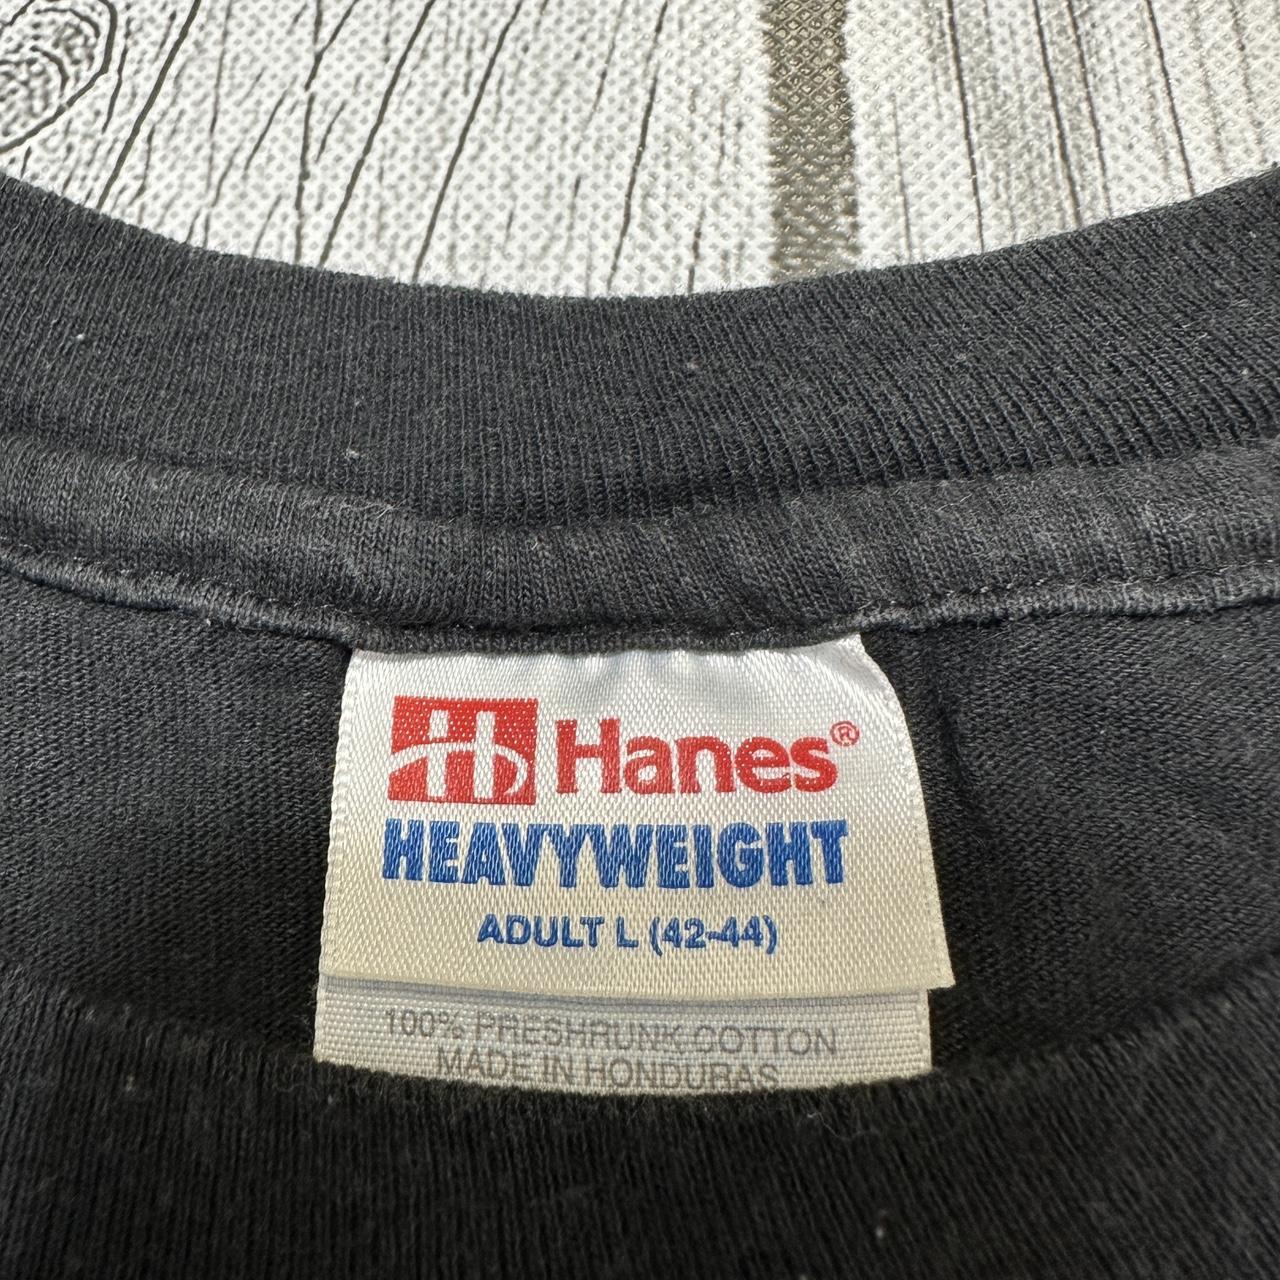 Hanes®
HEAVYWEIGHT
ADULT L (42-44)
100% PRESHRUNK COTTON
MADE IN HONDURAS